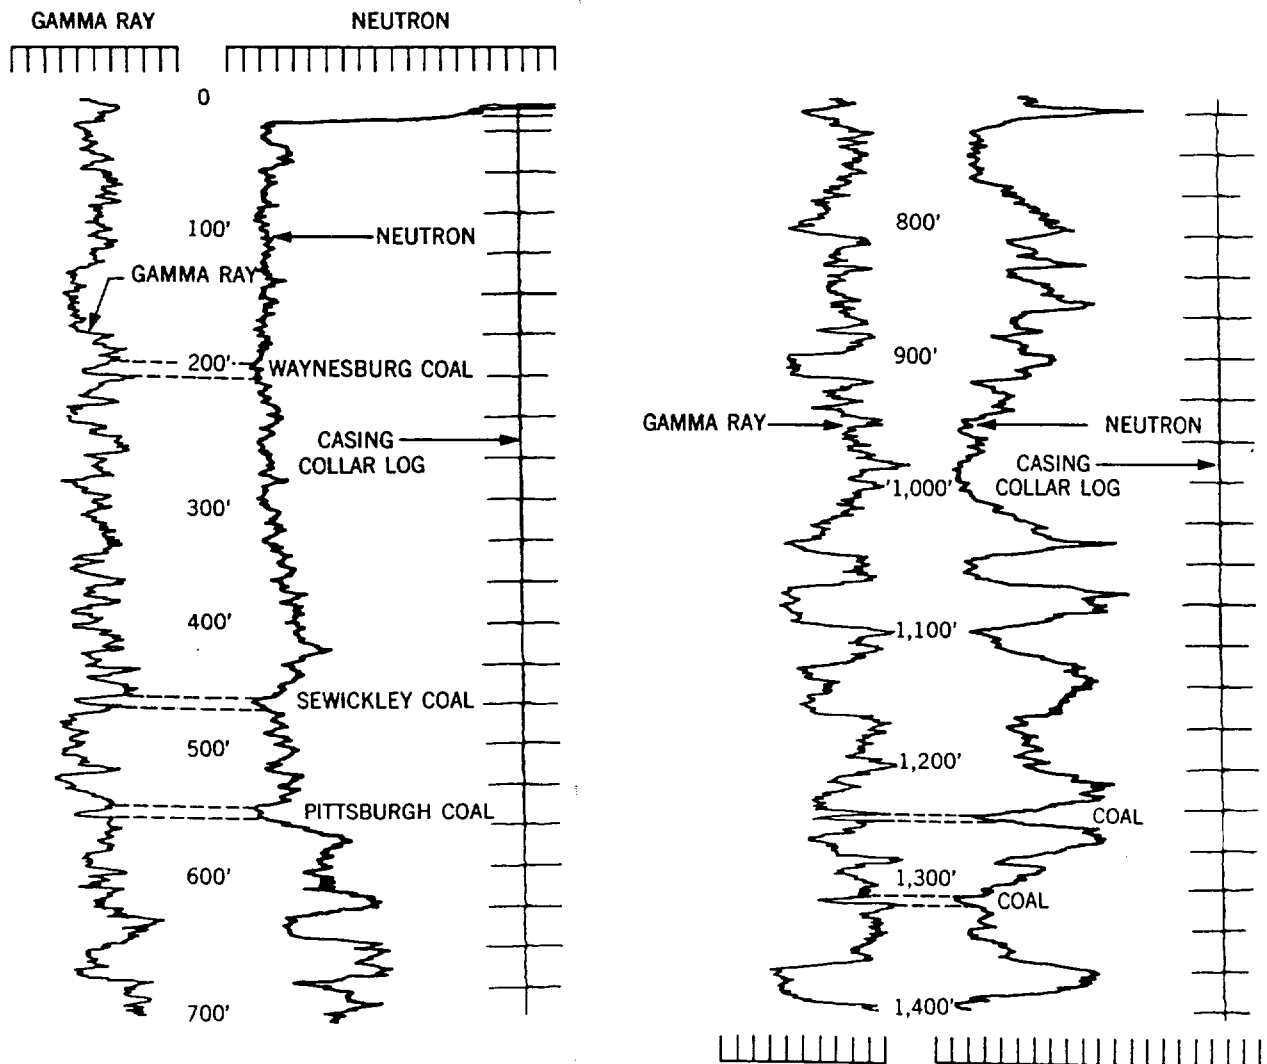 GAMMA RAY
NEUTRON
0
100'
NEUTRON
GAMMA RAY
200'
WAYNESBURG COAL
CASING
COLLAR LOG
300'
400'
SEWICKLEY COAL
500'
PITTSBURGH COAL
600'
700'
800'
900'
GAMMA RAY
NEUTRON
CASING
COLLAR LOG
'1,000'
1,100'
1,200'
COAL
1,300'
COAL
1,400'